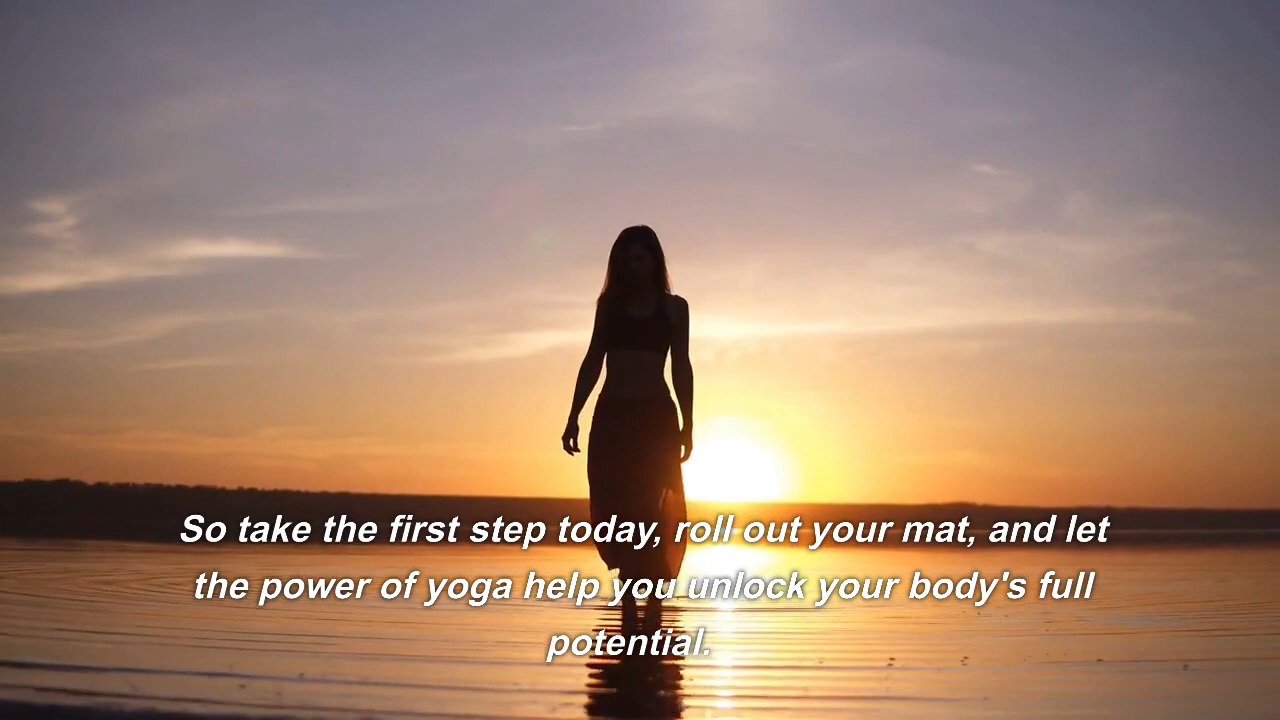 So take the first step today, roll out your mat, and let
the power of yoga help you unlock your body's full
potential.